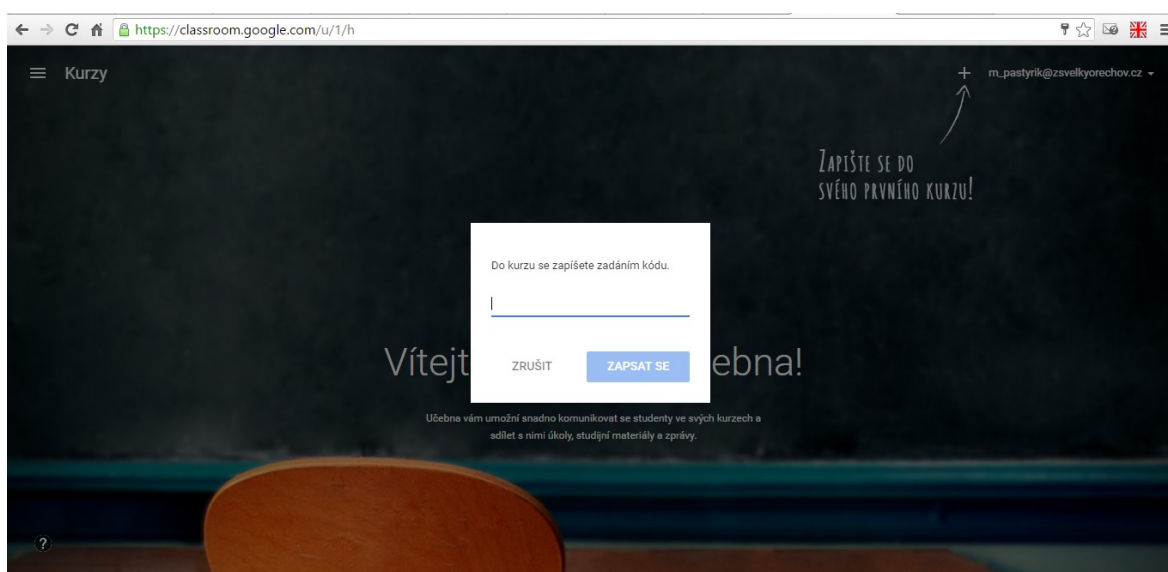 https://classroom.google.com/u/1/h
Kurzy
+ m_pastyrik@zsvelkyorechov.cz
Zapište se do
svého prvního kurzu!
Do kurzu se zapíšete zadáním kódu.
ZRUŠIT ZAPSAT SE
Vítejt ebna!
Učebna vám umožní snadno komunikovat se studenty ve svých kurzech a
sdílet s nimi úkoly, studijní materiály a zprávy.
?